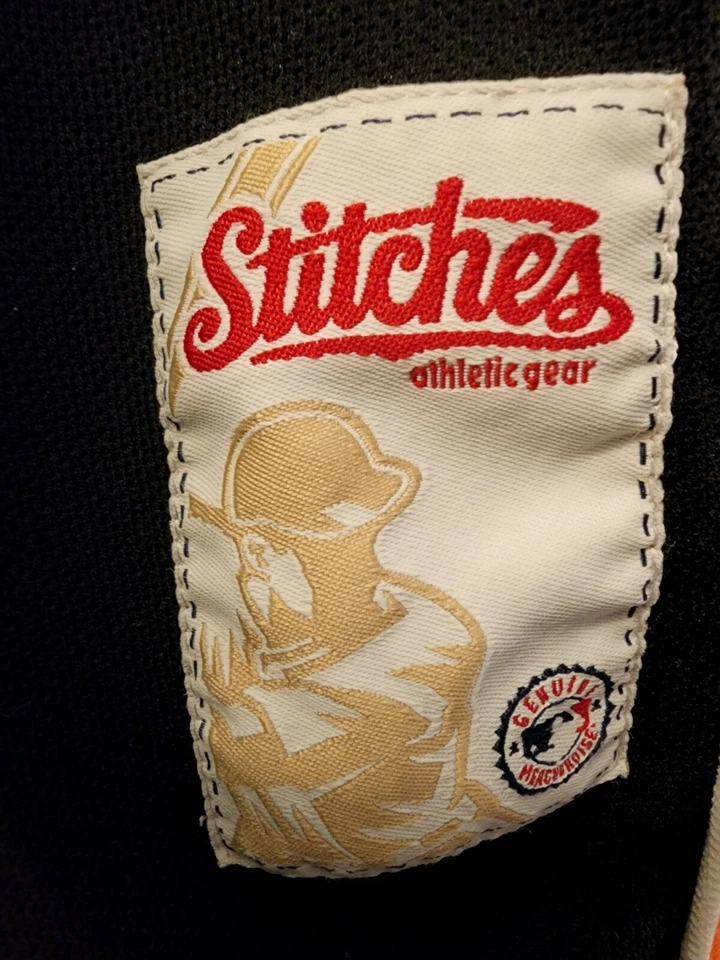 Stitches
athletic gear
GENUINE
MERCHANDISE